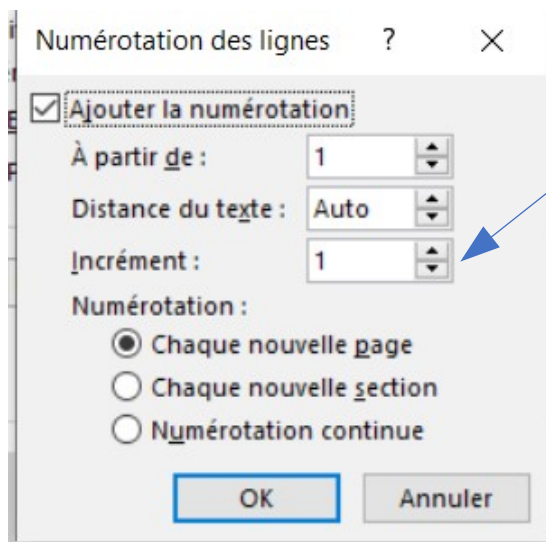 Numérotation des lignes ? ×
Ajouter la numérotation
À partir de : 1
Distance du texte : Auto
Incrément : 1
Numérotation :
Chaque nouvelle page
Chaque nouvelle section
Numérotation continue
OK Annuler